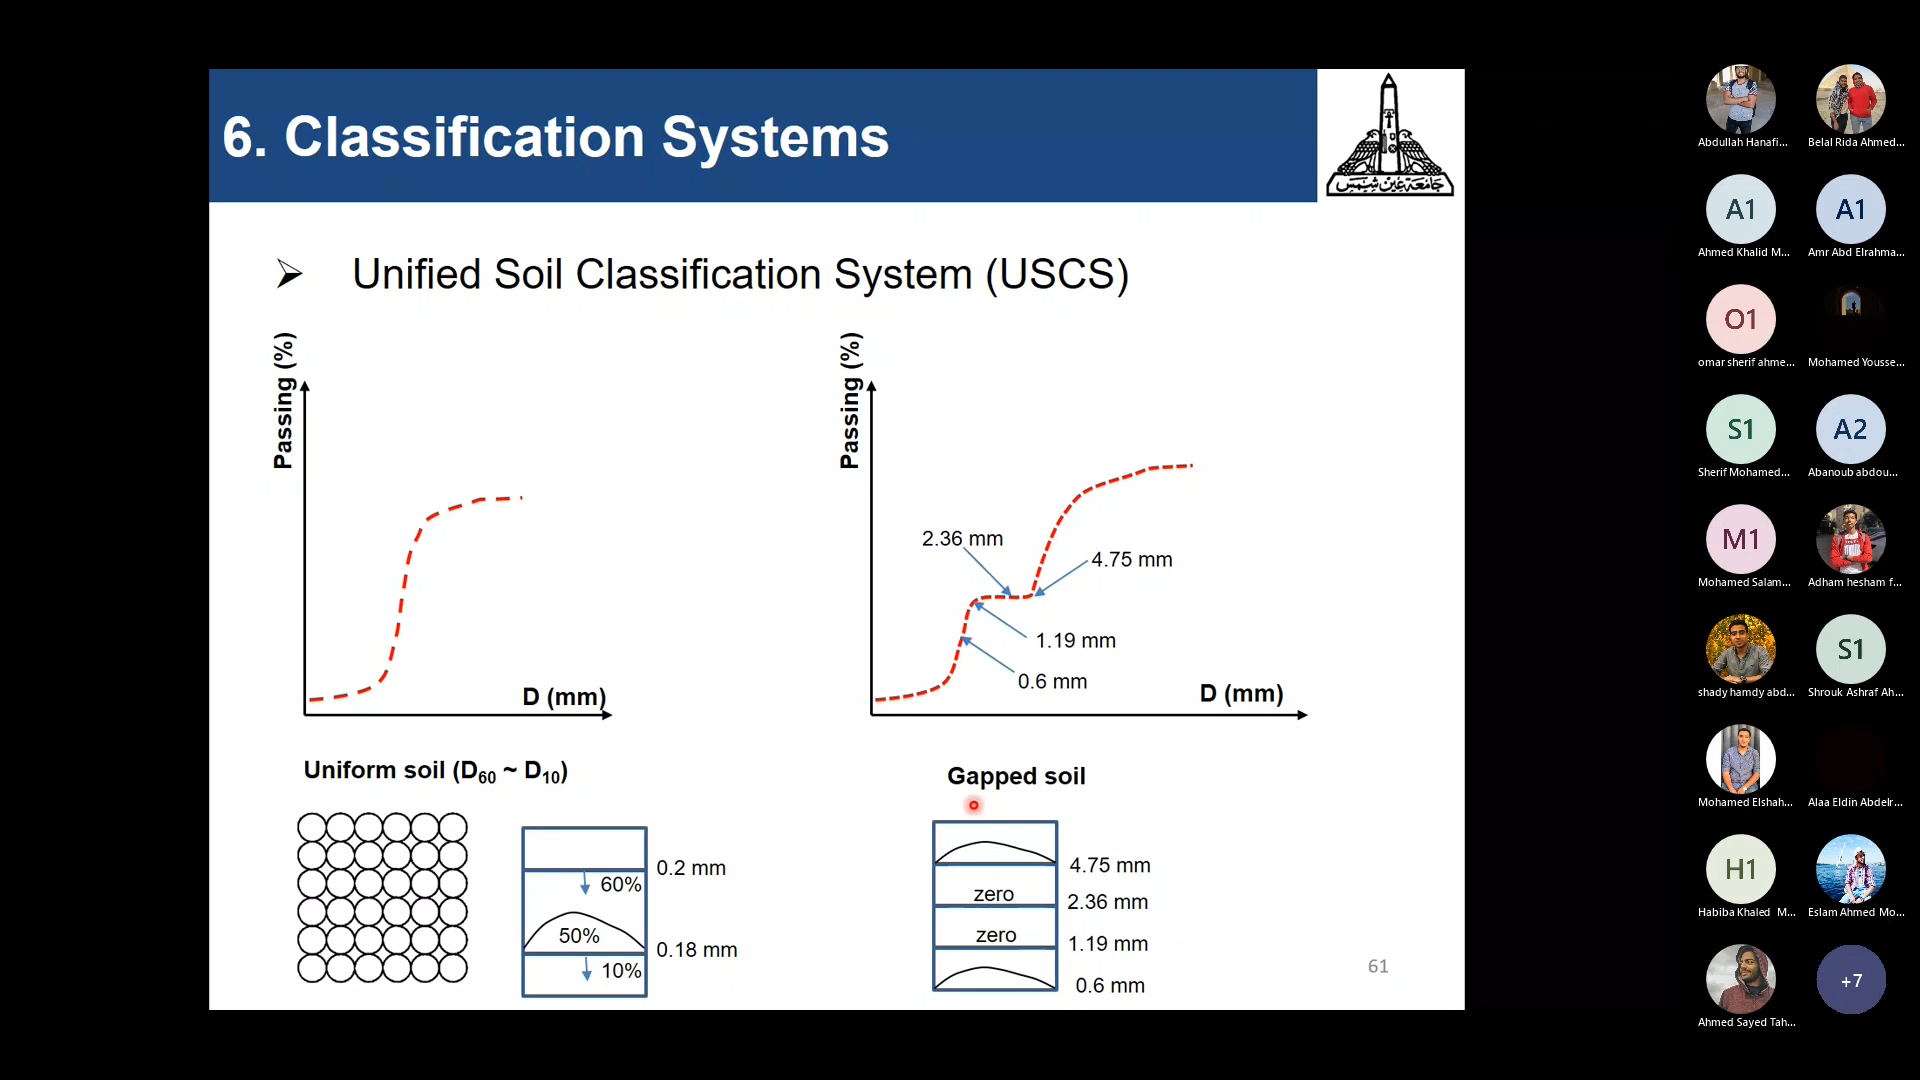 6. Classification Systems
جامعة عين شمس
➢ Unified Soil Classification System (USCS)
Passing (%)
D (mm)
Passing (%)
2.36 mm
4.75 mm
1.19 mm
0.6 mm
D (mm)
Uniform soil (D60 ~ D10)
0.2 mm
60%
50%
0.18 mm
10%
Gapped soil
4.75 mm
zero
2.36 mm
zero
1.19 mm
0.6 mm
61
Abdullah Hanafi...
Belal Rida Ahmed...
A1
A1
Ahmed Khalid M...
Amr Abd Elrahma...
O1
omar sherif ahme...
Mohamed Yousse...
S1
A2
Sherif Mohamed...
Abanoub abdou...
M1
Mohamed Salam...
Adham hesham f...
S1
shady hamdy abd...
Shrouk Ashraf Ah...
Mohamed Elshah...
Alaa Eldin Abdelr...
H1
Habiba Khaled M...
Eslam Ahmed Mo...
+7
Ahmed Sayed Tah...